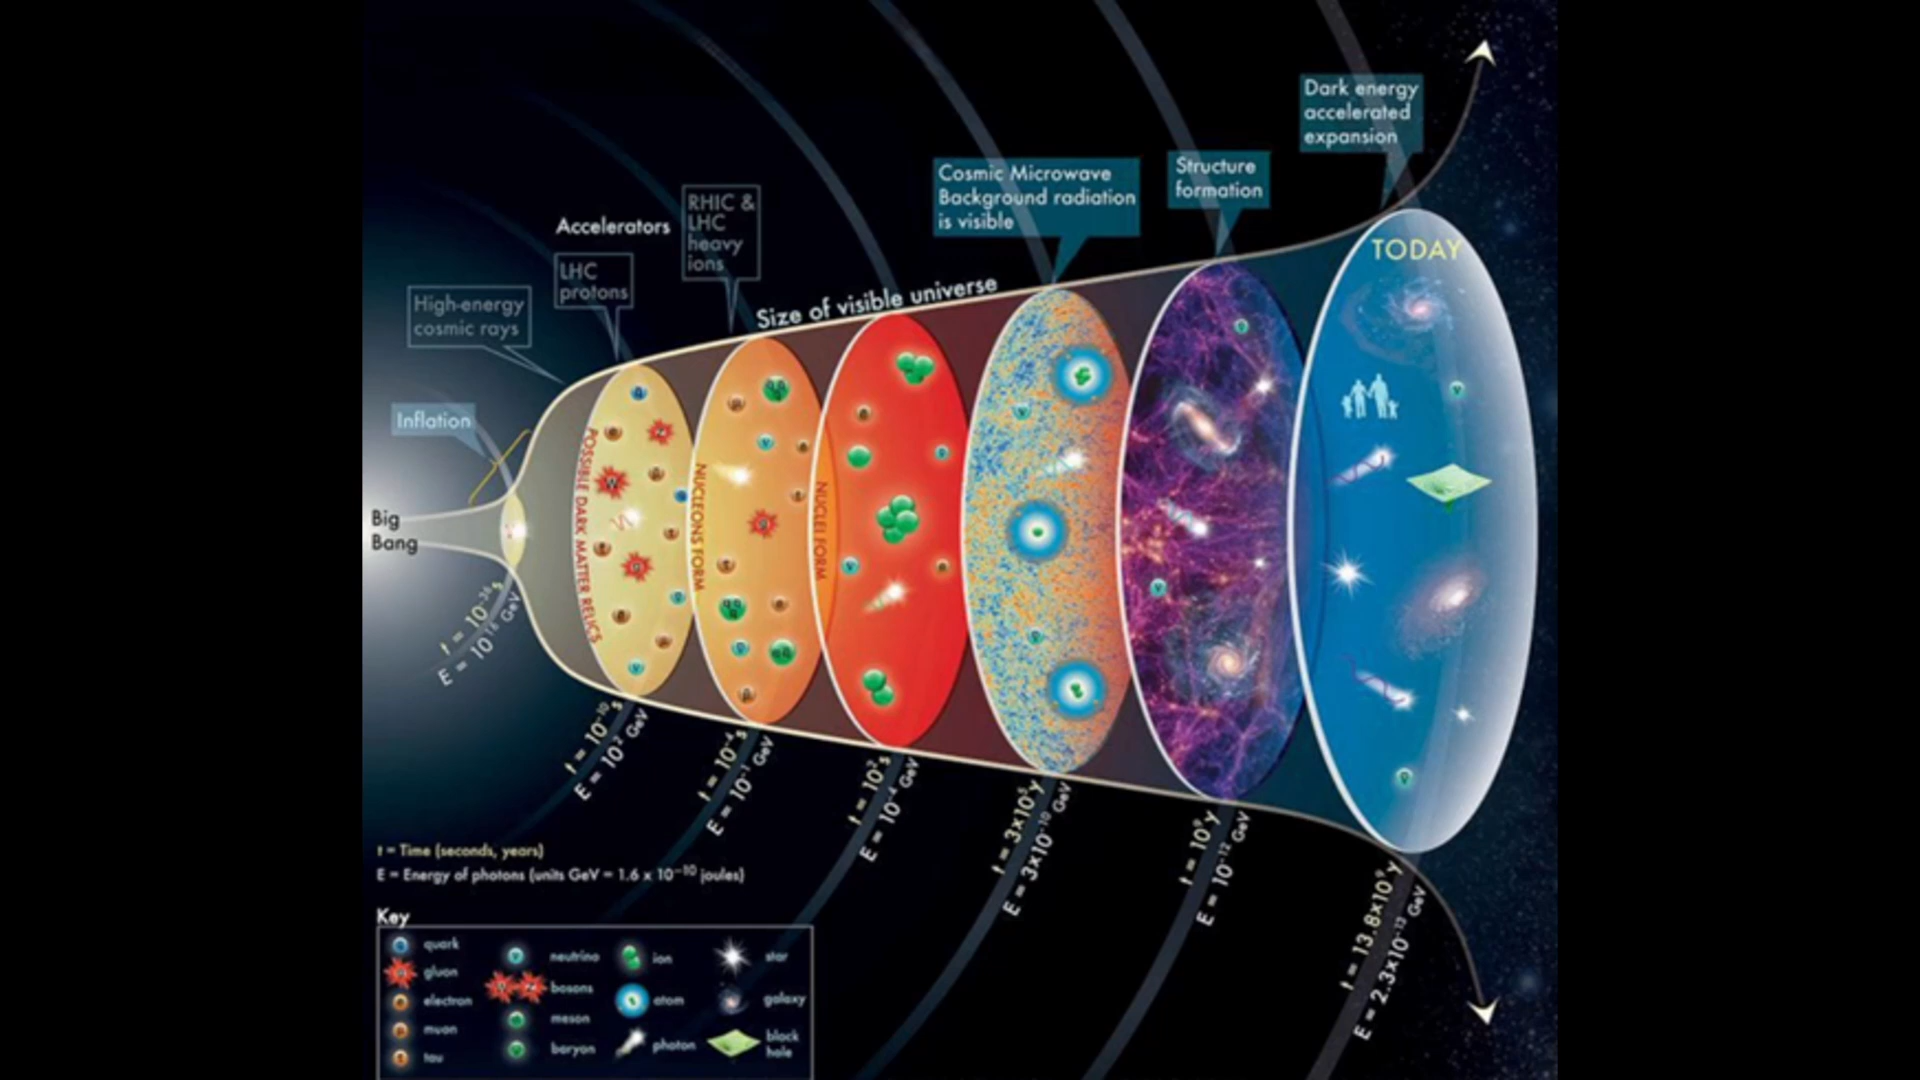 Dark energy
accelerated
expansion
Structure
formation
Cosmic Microwave
Background radiation
is visible
RHIC &
LHC
heavy
ions
Accelerators
LHC
protons
High-energy
cosmic rays
Size of visible universe
TODAY
Inflation
Big
Bang
POSSIBLE DARK MATTER RELICS
NUCLEONS FORM
NUCLEI FORM
t = 10⁻³⁶ s
E = 10¹⁶ GeV
t = 10⁻¹⁰ s
E = 10² GeV
t = 10⁻⁴ s
E = 10⁻¹ GeV
t = 10² s
E = 10⁻⁴ GeV
t = 3x10⁵ y
E = 3x10⁻¹⁰ GeV
t = 10⁹ y
E = 10⁻¹² GeV
t = 13.8x10⁹ y
E = 2.3x10⁻¹³ GeV
t = Time (seconds, years)
E = Energy of photons (units GeV = 1.6 x 10⁻¹⁰ joules)
Key
quark
gluon
electron
muon
tau
neutrino
bosons
meson
baryon
ion
atom
photon
star
galaxy
black
hole